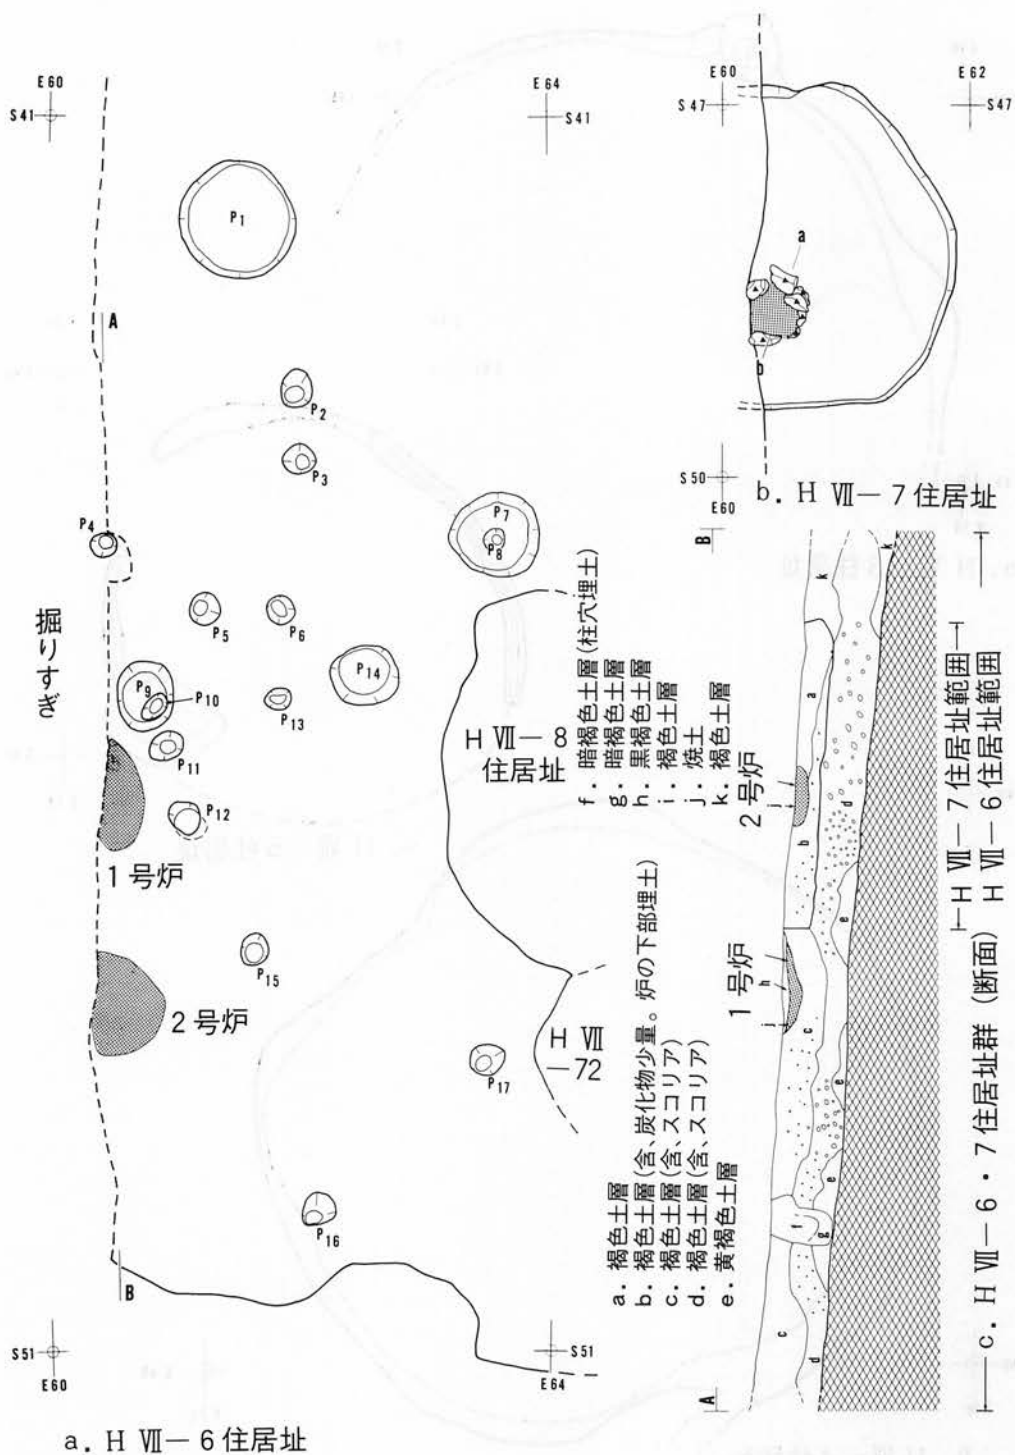 E60
S41
E64
S41
P1
A
P2
P3
P4
P5
P6
P7
P8
P9
P10
P11
P12
P13
P14
P15
P16
P17
掘りすぎ
1号炉
2号炉
H Ⅶ－8
住居址
H Ⅶ
－72
B
S51
E60
S51
E64
a. H Ⅶ－6住居址
E60
S47
E62
S47
a
b
S50
E60
b. H Ⅶ－7住居址
a. 褐色土層
b. 褐色土層(含、炭化物少量。炉の下部埋土)
c. 褐色土層(含、スコリア)
d. 褐色土層(含、スコリア)
e. 黄褐色土層
f. 暗褐色土層(柱穴埋土)
g. 暗褐色土層
h. 黒褐色土層
i. 褐色土層
j. 焼土
k. 褐色土層
B
k
k
a
d
2号炉
i
j
b
e
1号炉
h
j
c
e
e
f
g
c
d
A
H Ⅶ－7住居址範囲
H Ⅶ－6住居址範囲
c. H Ⅶ－6・7住居址群 (断面)